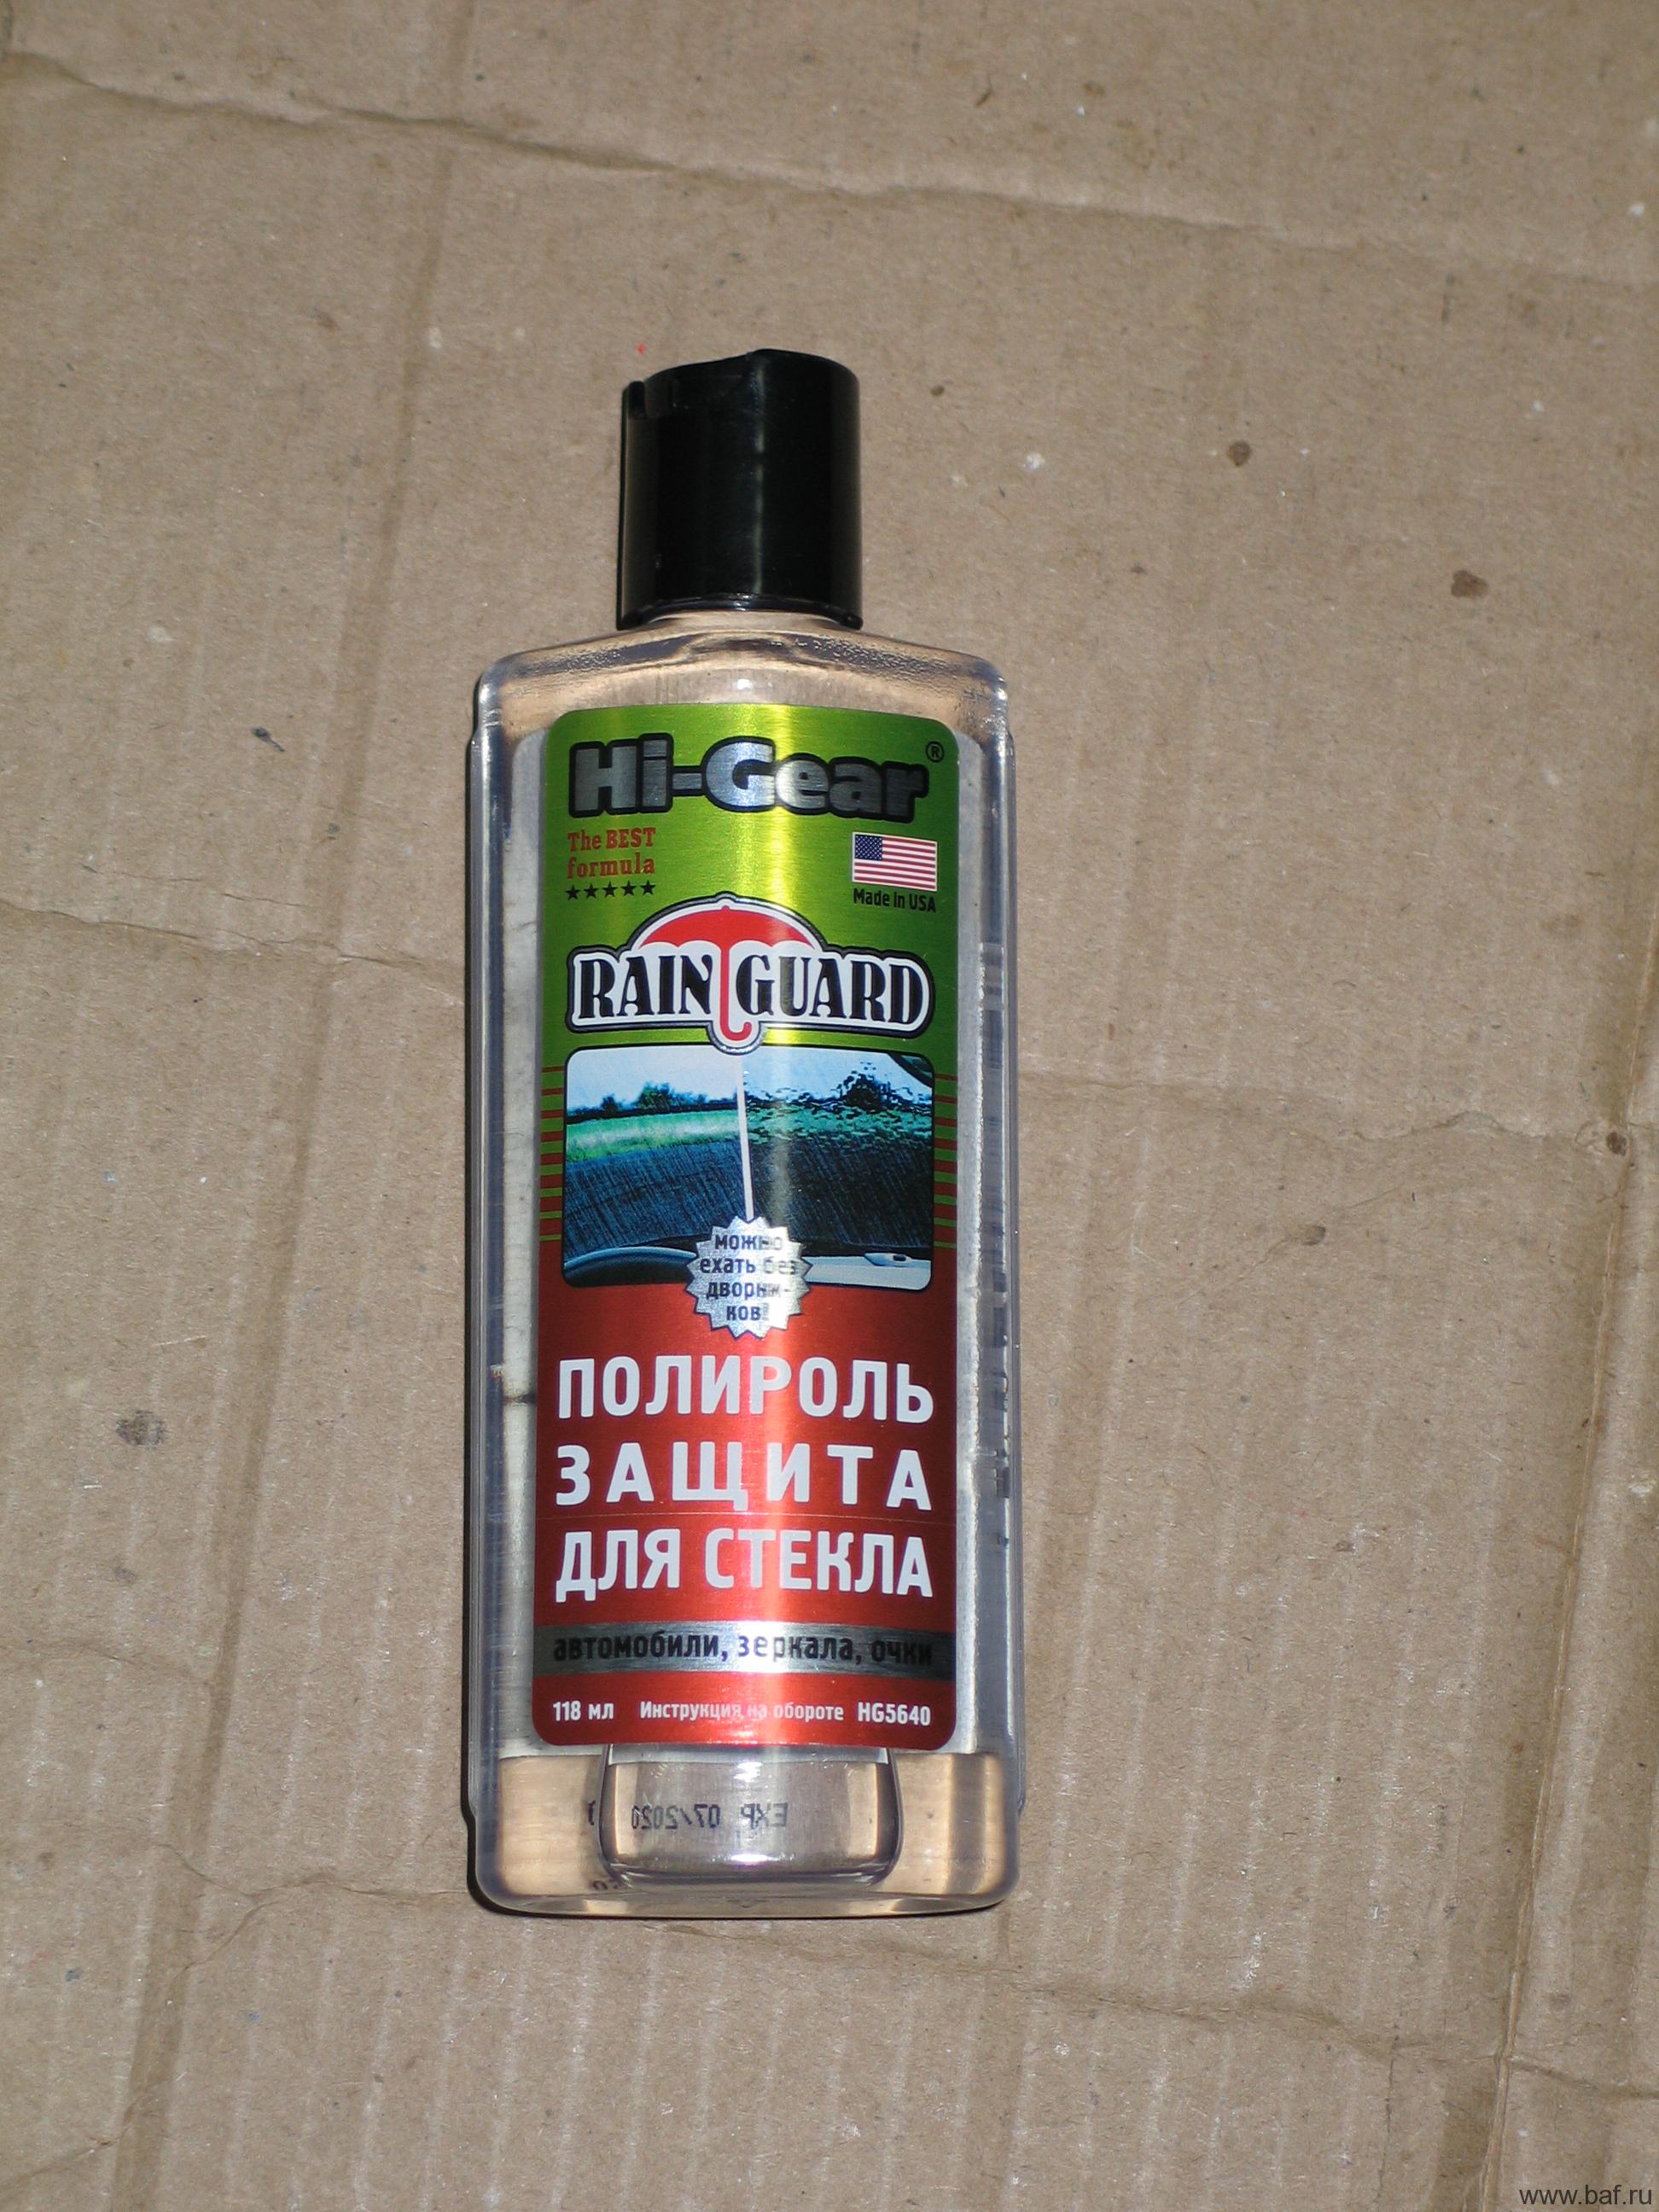 Hi-Gear®
The BEST
formula
Made in USA
RAIN GUARD
можно
ехать без
дворни-
ков!
ПОЛИРОЛЬ
ЗАЩИТА
ДЛЯ СТЕКЛА
автомобили, зеркала, очки
118 мл Инструкция на обороте HG5640
EXP 07/2020
www.baf.ru